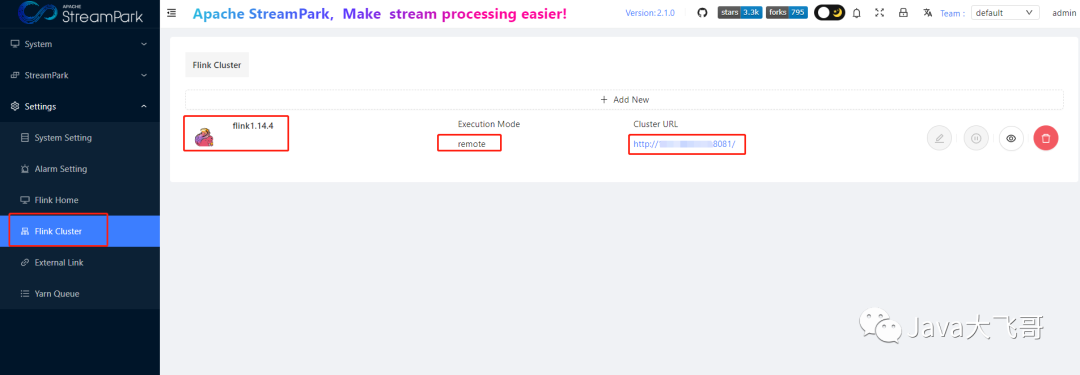 APACHE
StreamPark
Apache StreamPark, Make stream processing easier!
Version: 2.1.0
stars 3.3k
forks 795
Team :
default
admin
System
StreamPark
Settings
System Setting
Alarm Setting
Flink Home
Flink Cluster
External Link
Yarn Queue
Flink Cluster
+ Add New
flink1.14.4
Execution Mode
remote
Cluster URL
http://1 8081/
Java大飞哥